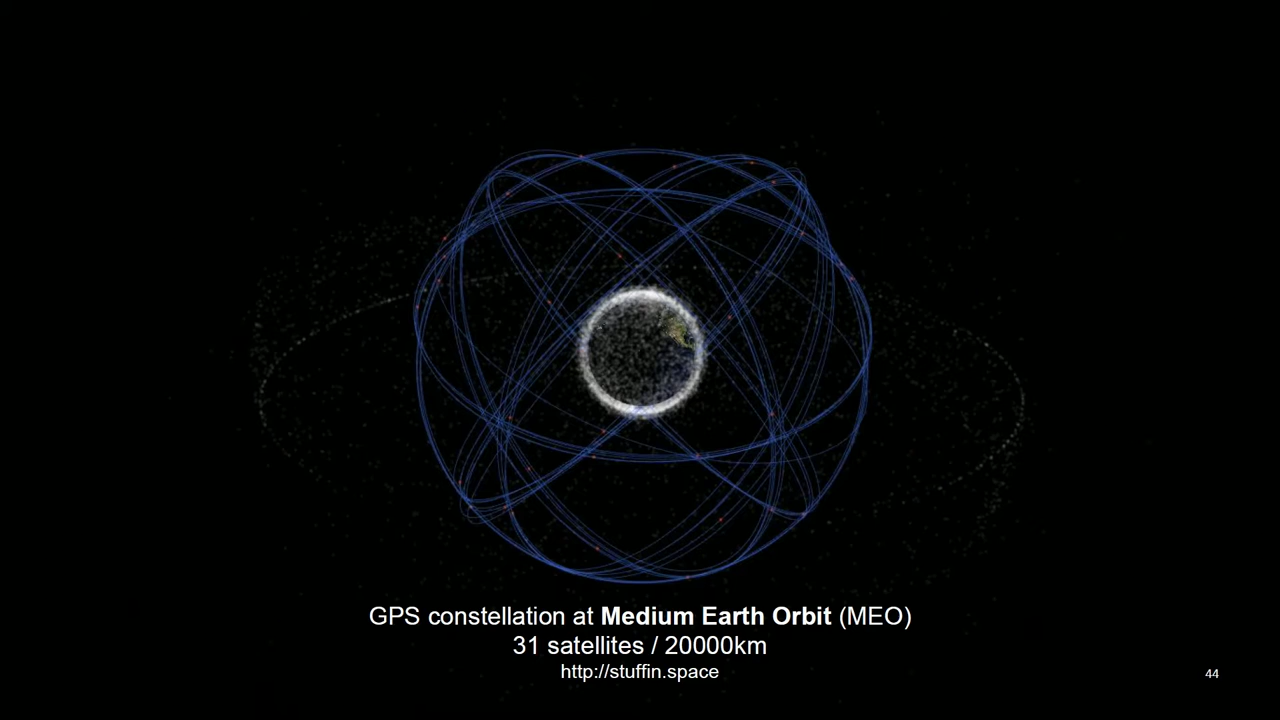 GPS constellation at Medium Earth Orbit (MEO)
31 satellites / 20000km
http://stuffin.space
44